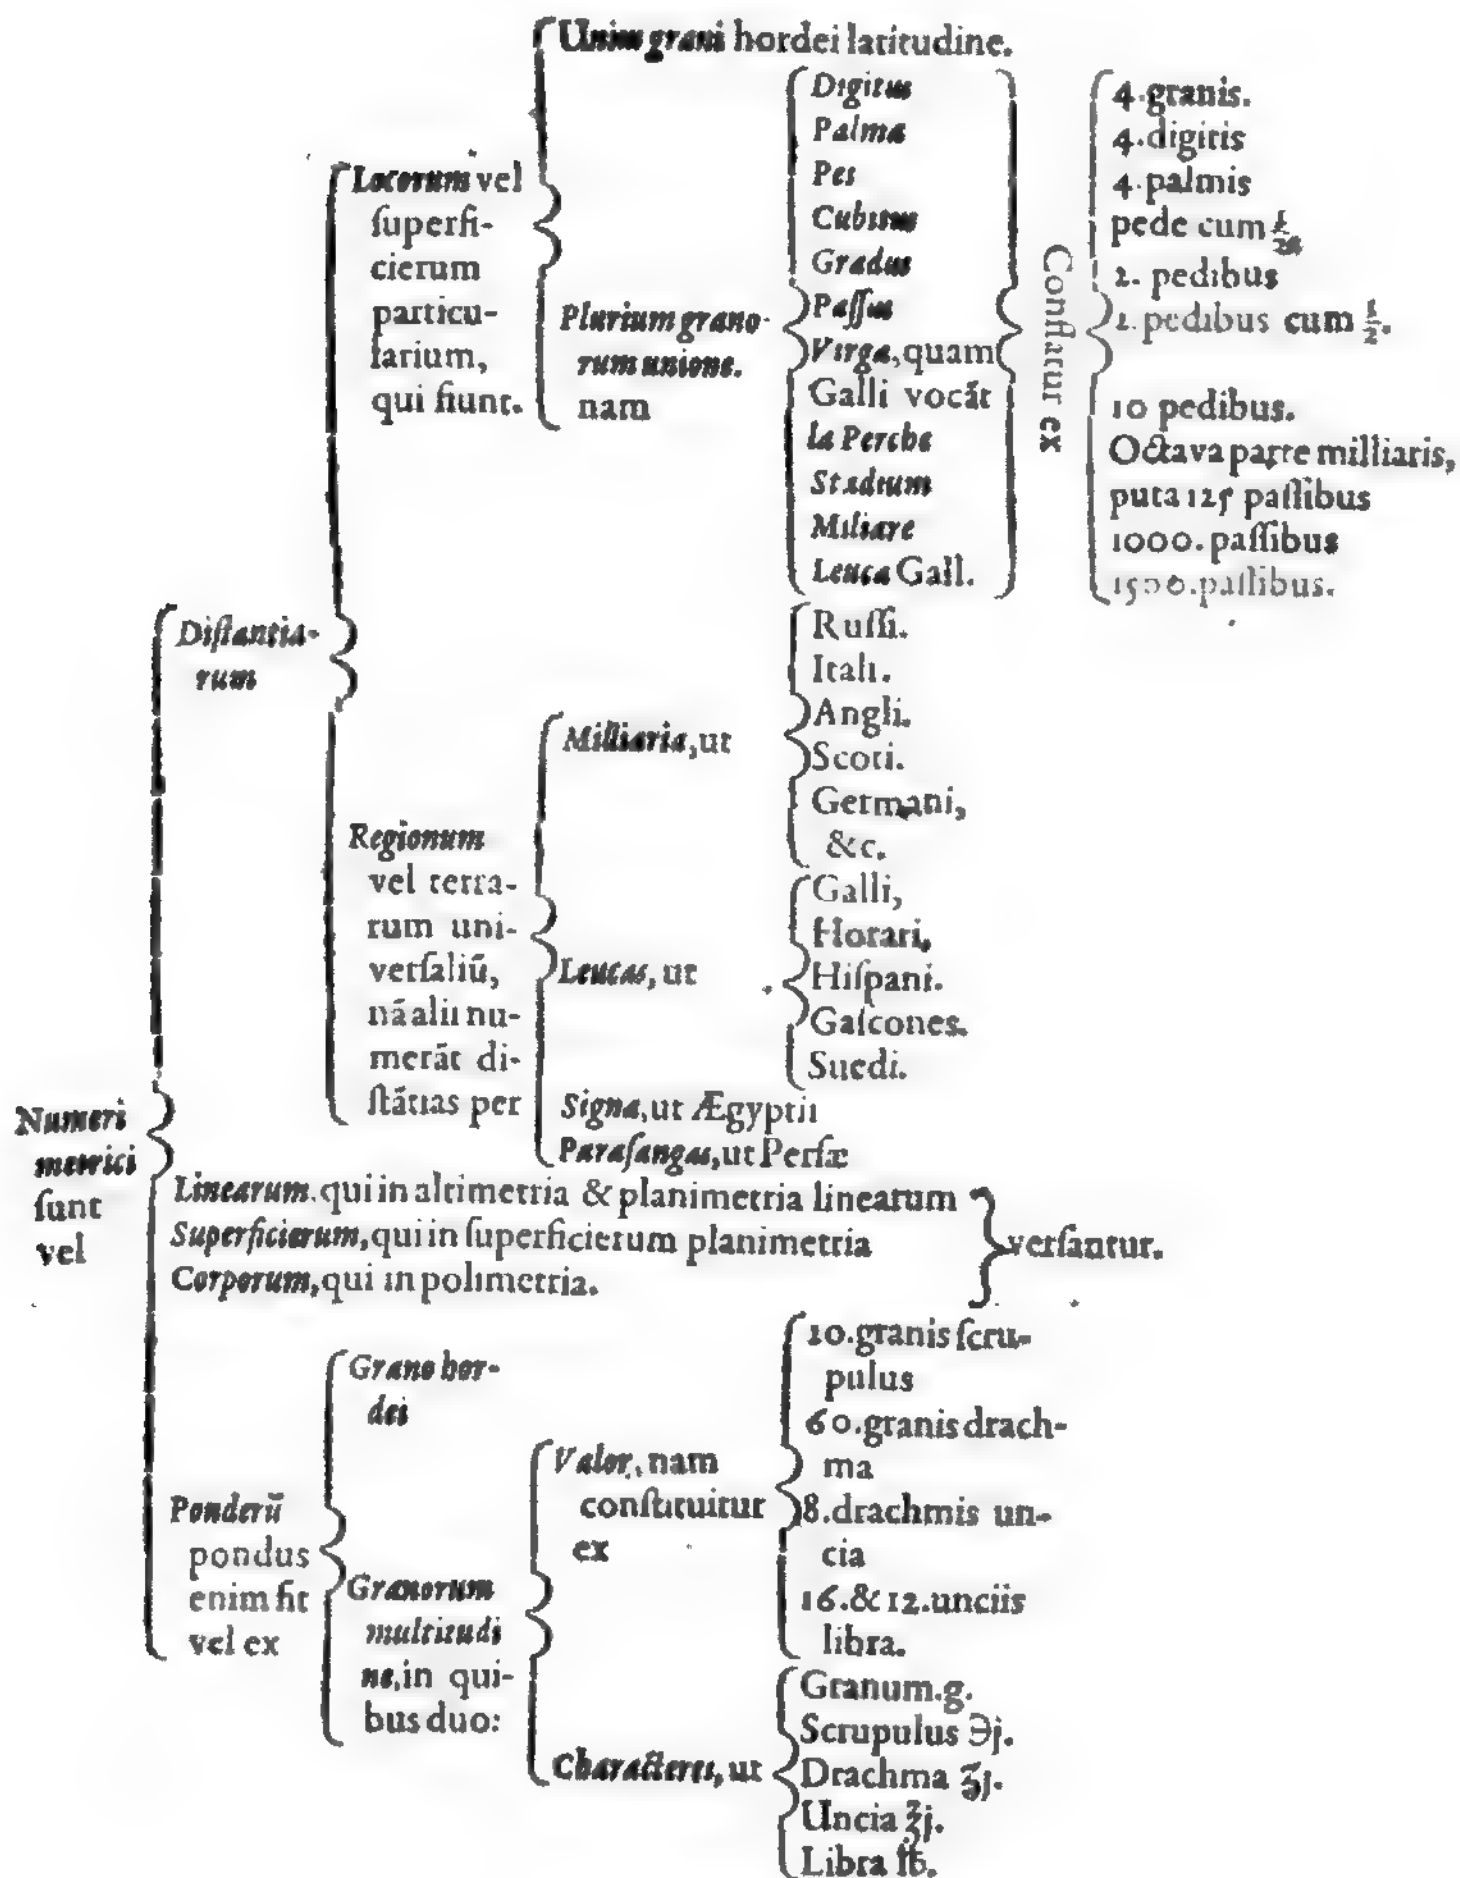 Numeri
metrici
sunt
vel
Distantia-
rum
Locorum vel
superfi-
cierum
particu-
larium,
qui fiunt.
Unius grani hordei latitudine.
Plurium grano-
rum unione.
nam
Digitus
Palma
Pes
Cubitus
Gradus
Passus
Virga, quam
Galli vocāt
la Perche
Stadium
Miliare
Leuca Gall.
Conflatur ex
4. granis.
4. digitis
4. palmis
pede cum
2. pedibus
2. pedibus cum ½.
10 pedibus.
Octava parte milliaris,
puta 125 passibus
1000. passibus
1500. passibus.
Regionum
vel terra-
rum uni-
versaliū,
nā alii nu-
merāt di-
stātias per
Milliaria, ut
Russi.
Itali.
Angli.
Scoti.
Germani,
&c.
Leucas, ut
Galli,
Horari,
Hispani.
Gascones.
Suedi.
Signa, ut Ægyptii
Parasangas, ut Persæ
Linearum. qui in altimetria & planimetria linearum
Superficierum, qui in superficierum planimetria
Corporum, qui in polimetria.
versantur.
Ponderū
pondus
enim fit
vel ex
Grano hor-
dei
Granorum
multitudi
ne, in qui-
bus duo:
Valor, nam
constituitur
ex
10. granis scru-
pulus
60. granis drach-
ma
8. drachmis un-
cia
16. & 12. unciis
libra.
Characteres, ut
Granum. g.
Scrupulus ℈j.
Drachma ʒj.
Uncia ℥j.
Libra ℔.